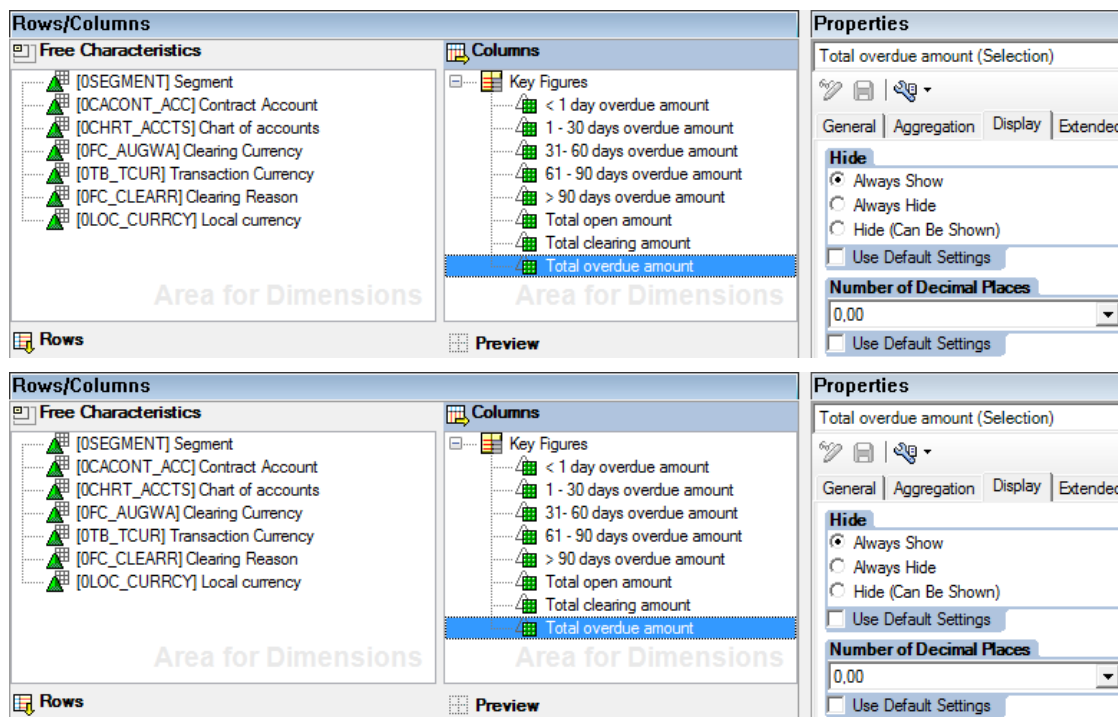 Rows/Columns
Free Characteristics
[0SEGMENT] Segment
[0CACONT_ACC] Contract Account
[0CHRT_ACCTS] Chart of accounts
[0FC_AUGWA] Clearing Currency
[0TB_TCUR] Transaction Currency
[0FC_CLEARR] Clearing Reason
[0LOC_CURRCY] Local currency
Area for Dimensions
Rows
Columns
Key Figures
< 1 day overdue amount
1 - 30 days overdue amount
31- 60 days overdue amount
61 - 90 days overdue amount
> 90 days overdue amount
Total open amount
Total clearing amount
Total overdue amount
Area for Dimensions
Preview
Properties
Total overdue amount (Selection)
General Aggregation Display Extended
Hide
Always Show
Always Hide
Hide (Can Be Shown)
Use Default Settings
Number of Decimal Places
0,00
Use Default Settings
Rows/Columns
Free Characteristics
[0SEGMENT] Segment
[0CACONT_ACC] Contract Account
[0CHRT_ACCTS] Chart of accounts
[0FC_AUGWA] Clearing Currency
[0TB_TCUR] Transaction Currency
[0FC_CLEARR] Clearing Reason
[0LOC_CURRCY] Local currency
Area for Dimensions
Rows
Columns
Key Figures
< 1 day overdue amount
1 - 30 days overdue amount
31- 60 days overdue amount
61 - 90 days overdue amount
> 90 days overdue amount
Total open amount
Total clearing amount
Total overdue amount
Area for Dimensions
Preview
Properties
Total overdue amount (Selection)
General Aggregation Display Extended
Hide
Always Show
Always Hide
Hide (Can Be Shown)
Use Default Settings
Number of Decimal Places
0,00
Use Default Settings